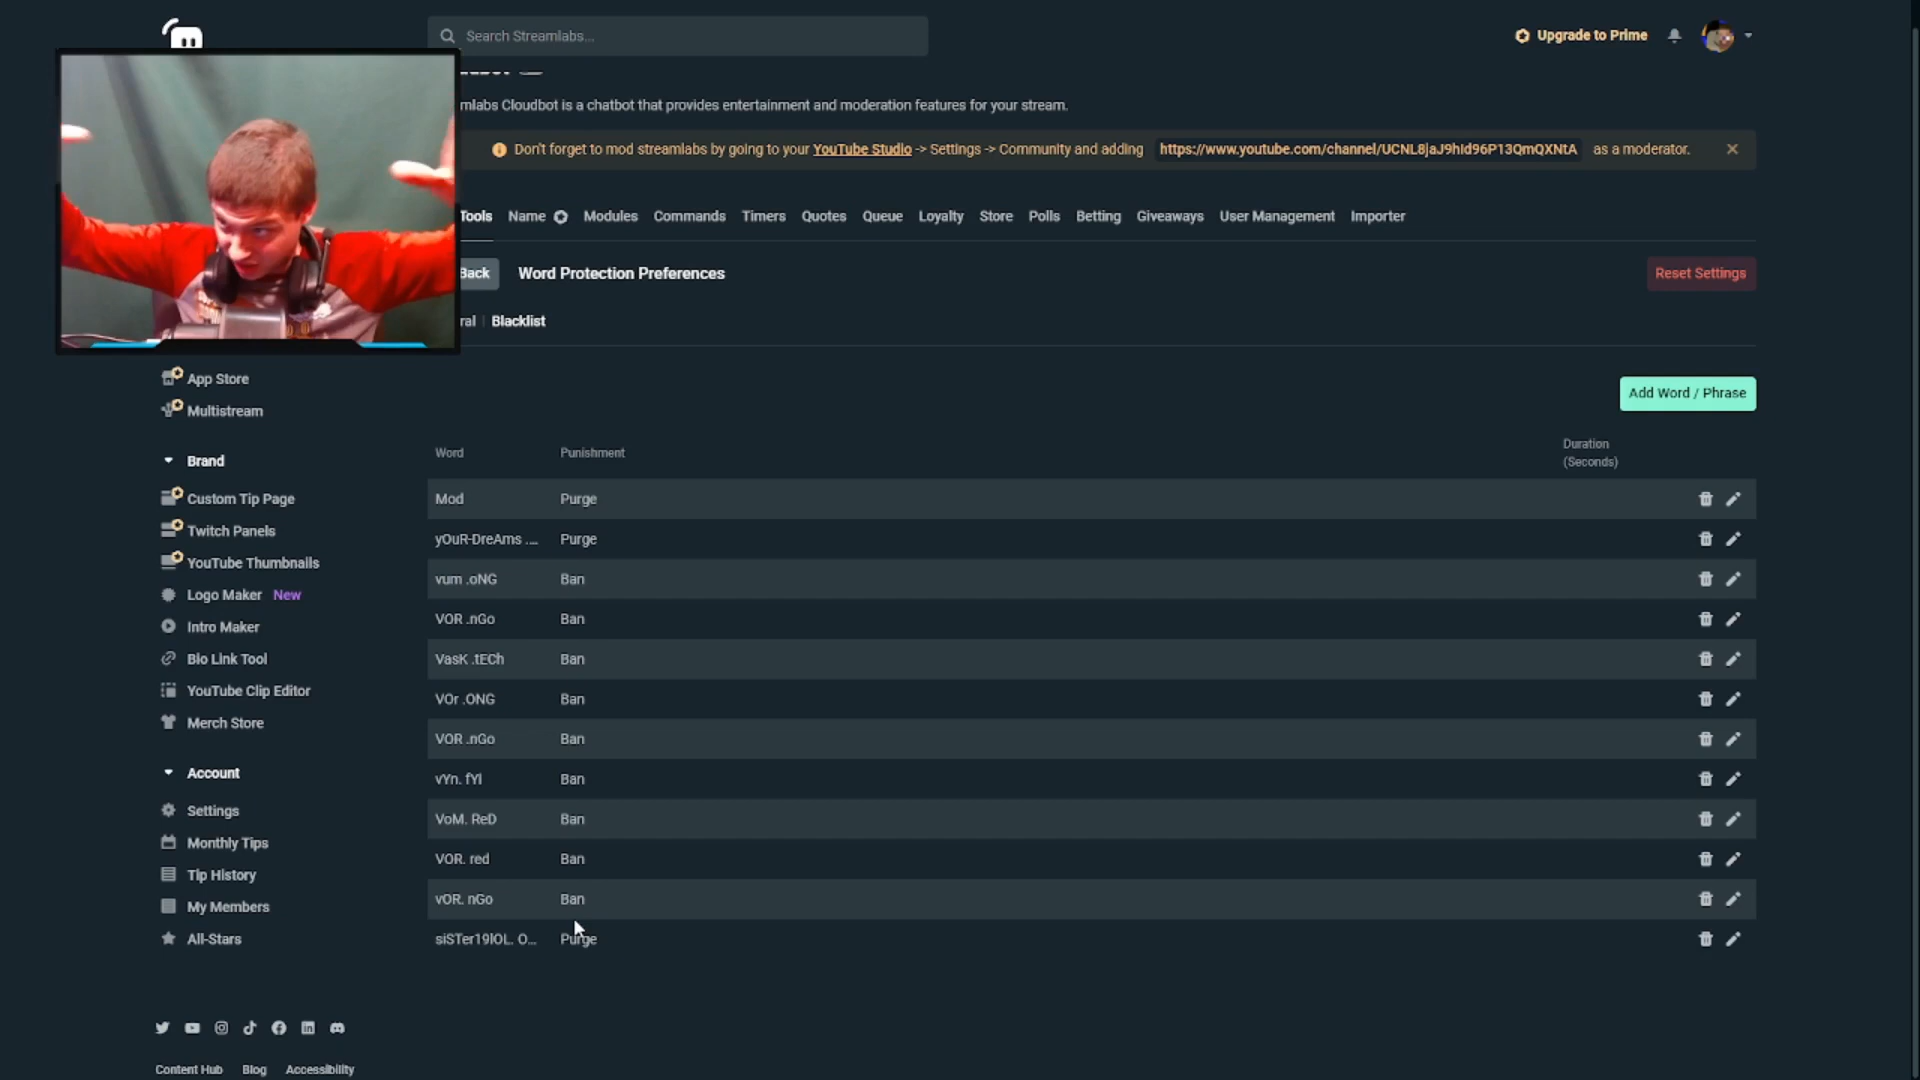 Search Streamlabs...
Upgrade to Prime
mlabs Cloudbot is a chatbot that provides entertainment and moderation features for your stream.
Don't forget to mod streamlabs by going to your YouTube Studio -> Settings -> Community and adding https://www.youtube.com/channel/UCNL8jaJ9hId96P13QmQXNtA as a moderator.
Tools Name Modules Commands Timers Quotes Queue Loyalty Store Polls Betting Giveaways User Management Importer
Back Word Protection Preferences Reset Settings
ral Blacklist
App Store
Multistream
Add Word / Phrase
Brand
Custom Tip Page
Twitch Panels
YouTube Thumbnails
Logo Maker New
Intro Maker
Bio Link Tool
YouTube Clip Editor
Merch Store
Account
Settings
Monthly Tips
Tip History
My Members
All-Stars
Word Punishment Duration
(Seconds)
Mod Purge
yOuR-DreAms .... Purge
vum .oNG Ban
VOR .nGo Ban
VasK .tECh Ban
VOr .ONG Ban
VOR .nGo Ban
vYn. fYI Ban
VoM. ReD Ban
VOR. red Ban
vOR. nGo Ban
siSTer19lOL. O... Purge
Content Hub Blog Accessibility